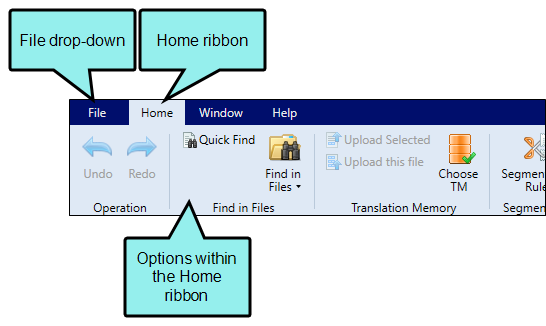 File drop-down
Home ribbon
File Home Window Help
Quick Find
Undo Redo
Find in
Files
Upload Selected
Upload this file
Choose
TM
Segment
Rule
Operation Find in Files Translation Memory Segment
Options within
the Home
ribbon